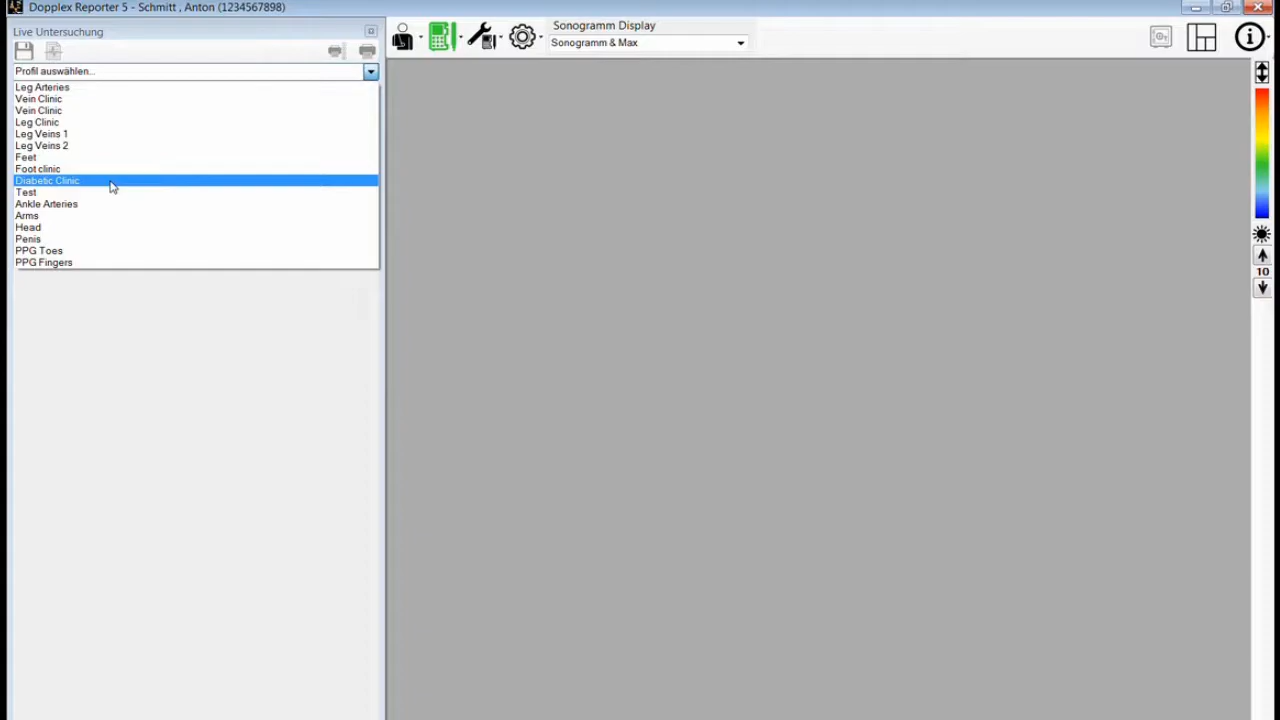 Dopplex Reporter 5 - Schmitt , Anton (1234567898)
Live Untersuchung
Profil auswählen...
Leg Arteries
Vein Clinic
Vein Clinic
Leg Clinic
Leg Veins 1
Leg Veins 2
Feet
Foot clinic
Diabetic Clinic
Test
Ankle Arteries
Arms
Head
Penis
PPG Toes
PPG Fingers
Sonogramm Display
Sonogramm & Max
10